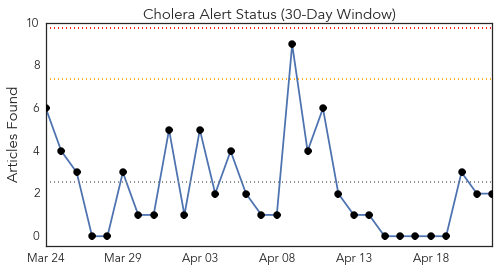 Cholera Alert Status (30-Day Window)
Articles Found
10
8
6
4
2
0
Mar 24
Mar 29
Apr 03
Apr 08
Apr 13
Apr 18